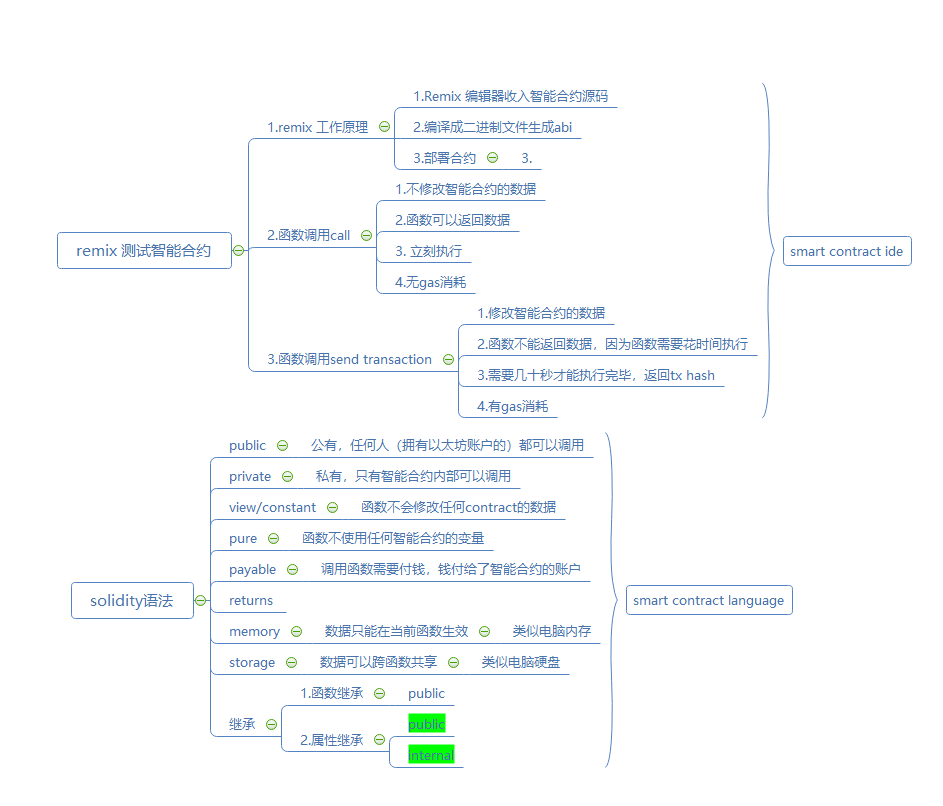 remix 测试智能合约
1.remix 工作原理
1.Remix 编辑器收入智能合约源码
2.编译成二进制文件生成abi
3.部署合约
3.
2.函数调用call
1.不修改智能合约的数据
2.函数可以返回数据
3. 立刻执行
4.无gas消耗
3.函数调用send transaction
1.修改智能合约的数据
2.函数不能返回数据，因为函数需要花时间执行
3.需要几十秒才能执行完毕，返回tx hash
4.有gas消耗
smart contract ide
solidity语法
public
公有，任何人（拥有以太坊账户的）都可以调用
private
私有，只有智能合约内部可以调用
view/constant
函数不会修改任何contract的数据
pure
函数不使用任何智能合约的变量
payable
调用函数需要付钱，钱付给了智能合约的账户
returns
memory
数据只能在当前函数生效
类似电脑内存
storage
数据可以跨函数共享
类似电脑硬盘
继承
1.函数继承
public
2.属性继承
public
internal
smart contract language